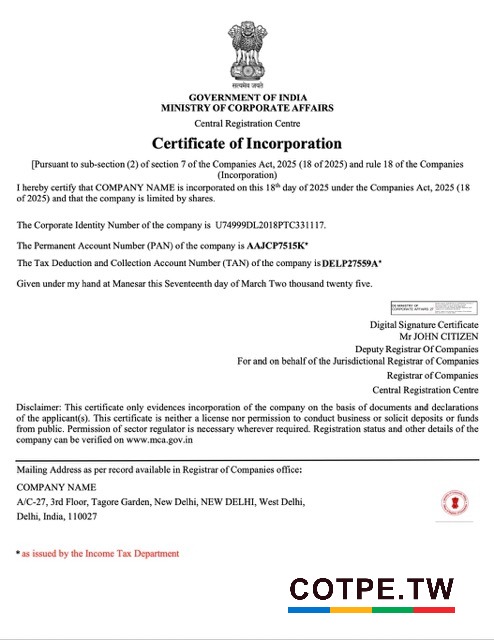 सत्यमेव जयते
GOVERNMENT OF INDIA
MINISTRY OF CORPORATE AFFAIRS
Central Registration Centre
Certificate of Incorporation
[Pursuant to sub-section (2) of section 7 of the Companies Act, 2025 (18 of 2025) and rule 18 of the Companies
(Incorporation)
I hereby certify that COMPANY NAME is incorporated on this 18th day of 2025 under the Companies Act, 2025 (18
of 2025) and that the company is limited by shares.
The Corporate Identity Number of the company is U74999DL2018PTC331117.
The Permanent Account Number (PAN) of the company is AAJCP7515K*
The Tax Deduction and Collection Account Number (TAN) of the company is DELP27559A*
Given under my hand at Manesar this Seventeenth day of March Two thousand twenty five.
DS MINISTRY OF
CORPORATE AFFAIRS
Digital Signature Certificate
Mr JOHN CITIZEN
Deputy Registrar Of Companies
For and on behalf of the Jurisdictional Registrar of Companies
Registrar of Companies
Central Registration Centre
Disclaimer: This certificate only evidences incorporation of the company on the basis of documents and declarations
of the applicant(s). This certificate is neither a license nor permission to conduct business or solicit deposits or funds
from public. Permission of sector regulator is necessary wherever required. Registration status and other details of the
company can be verified on www.mca.gov.in
Mailing Address as per record available in Registrar of Companies office:
COMPANY NAME
A/C-27, 3rd Floor, Tagore Garden, New Delhi, NEW DELHI, West Delhi,
Delhi, India, 110027
* as issued by the Income Tax Department
COTPE.TW